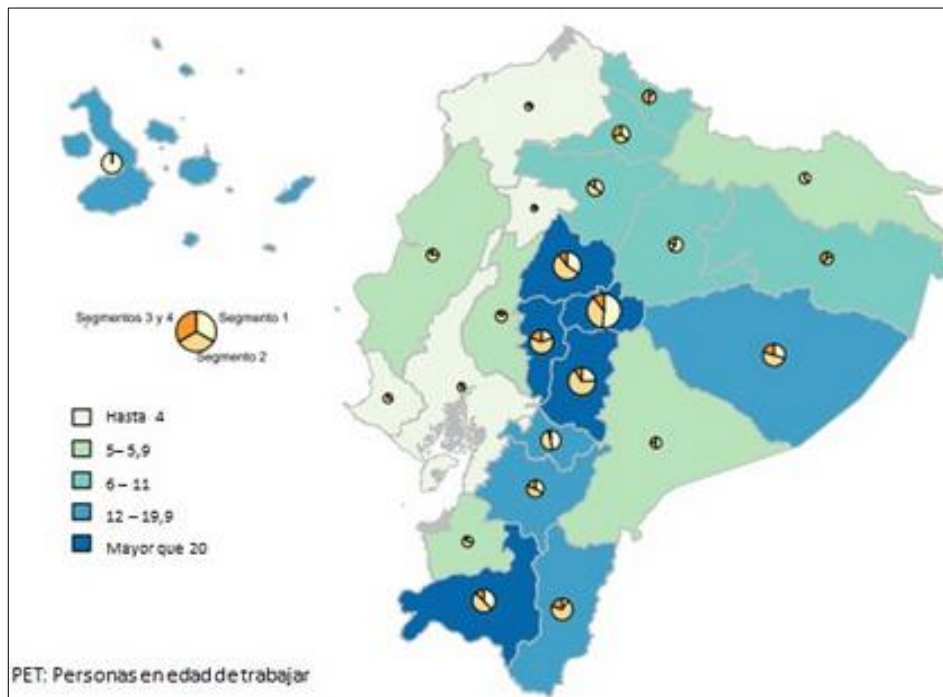 Segmentos 3 y 4
Segmento 1
Segmento 2
Hasta 4
5– 5,9
6 – 11
12 – 19,9
Mayor que 20
PET: Personas en edad de trabajar